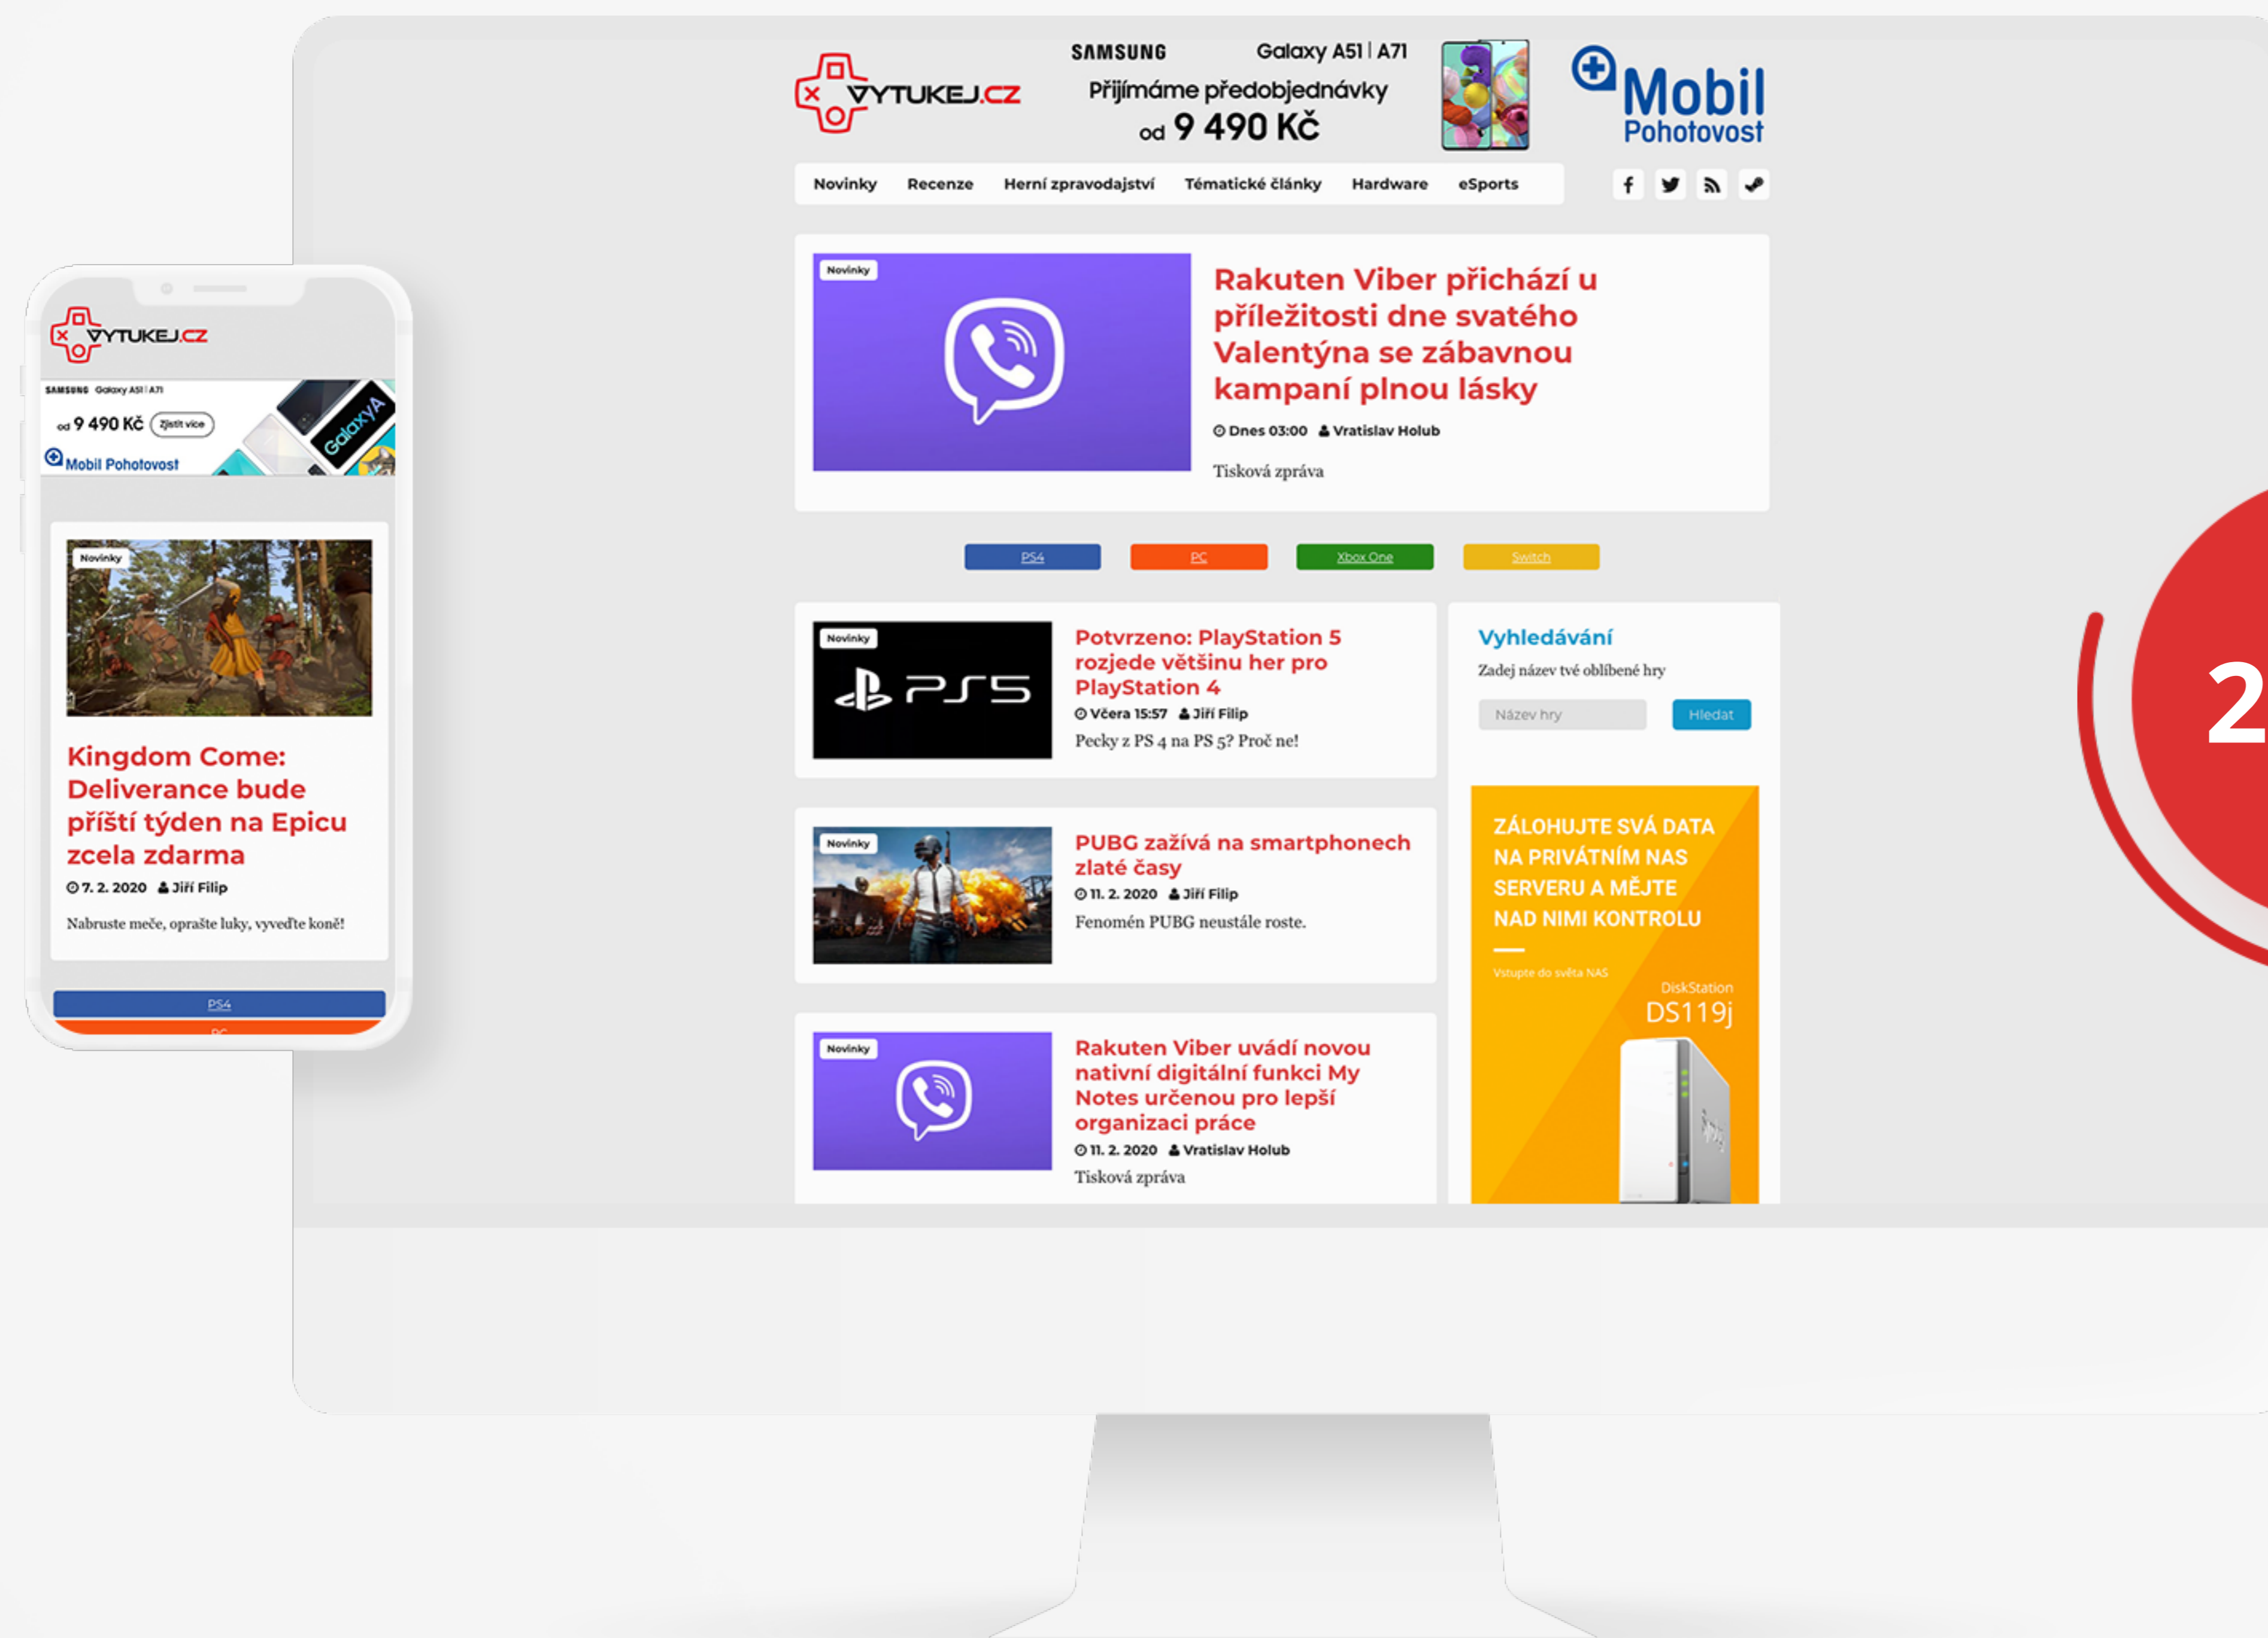 VYTUKEJ.CZ
SAMSUNG Galaxy A51 | A71
Přijímáme předobjednávky
od 9 490 Kč
Mobil
Pohotovost
Novinky Recenze Herní zpravodajství Tématické články Hardware eSports
Novinky
Rakuten Viber přichází u
příležitosti dne svatého
Valentýna se zábavnou
kampaní plnou lásky
Dnes 03:00 Vratislav Holub
Tisková zpráva
PS4 PC Xbox One Switch
Novinky
PS5
Potvrzeno: PlayStation 5
rozjede většinu her pro
PlayStation 4
Včera 15:57 Jiří Filip
Pecky z PS 4 na PS 5? Proč ne!
Novinky
PUBG zažívá na smartphonech
zlaté časy
11. 2. 2020 Jiří Filip
Fenomén PUBG neustále roste.
Novinky
Rakuten Viber uvádí novou
nativní digitální funkci My
Notes určenou pro lepší
organizaci práce
11. 2. 2020 Vratislav Holub
Tisková zpráva
Vyhledávání
Zadej název tvé oblíbené hry
Název hry Hledat
ZÁLOHUJTE SVÁ DATA
NA PRIVÁTNÍM NAS
SERVERU A MĚJTE
NAD NIMI KONTROLU
Vstupte do světa NAS
DiskStation
DS119j
Synology
VYTUKEJ.CZ
SAMSUNG Galaxy A51 | A71
od 9 490 Kč Zjistit více
Mobil Pohotovost
GalaxyA
Novinky
Kingdom Come:
Deliverance bude
příští týden na Epicu
zcela zdarma
7. 2. 2020 Jiří Filip
Nabruste meče, oprašte luky, vyveďte koně!
PS4
PC
2